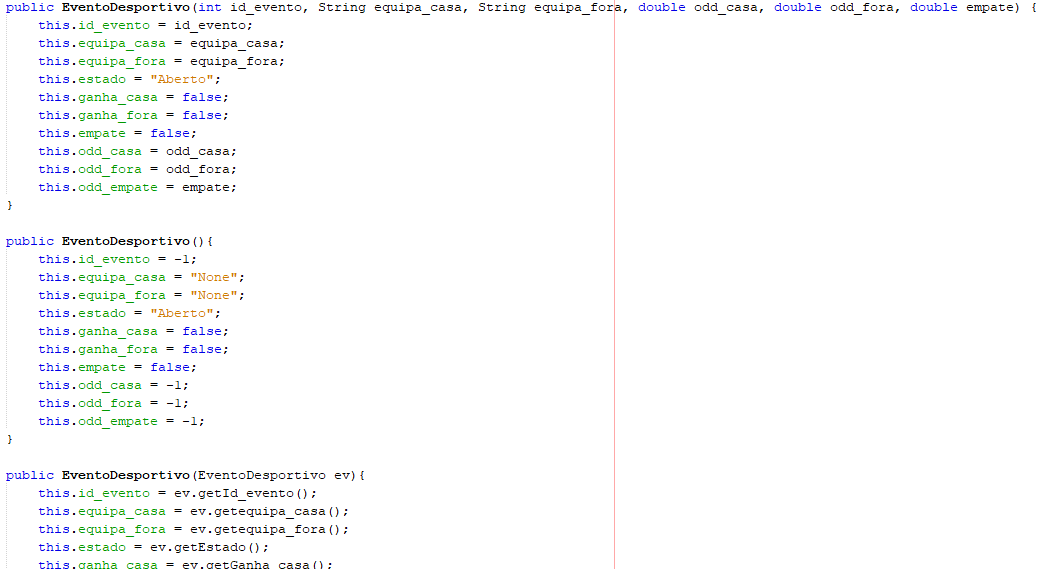 public EventoDesportivo(int id_evento, String equipa_casa, String equipa_fora, double odd_casa, double odd_fora, double empate) {
    this.id_evento = id_evento;
    this.equipa_casa = equipa_casa;
    this.equipa_fora = equipa_fora;
    this.estado = "Aberto";
    this.ganha_casa = false;
    this.ganha_fora = false;
    this.empate = false;
    this.odd_casa = odd_casa;
    this.odd_fora = odd_fora;
    this.odd_empate = empate;
}

public EventoDesportivo(){
    this.id_evento = -1;
    this.equipa_casa = "None";
    this.equipa_fora = "None";
    this.estado = "Aberto";
    this.ganha_casa = false;
    this.ganha_fora = false;
    this.empate = false;
    this.odd_casa = -1;
    this.odd_fora = -1;
    this.odd_empate = -1;
}

public EventoDesportivo(EventoDesportivo ev){
    this.id_evento = ev.getId_evento();
    this.equipa_casa = ev.getequipa_casa();
    this.equipa_fora = ev.getequipa_fora();
    this.estado = ev.getEstado();
    this.ganha_casa = ev.getGanha_casa();